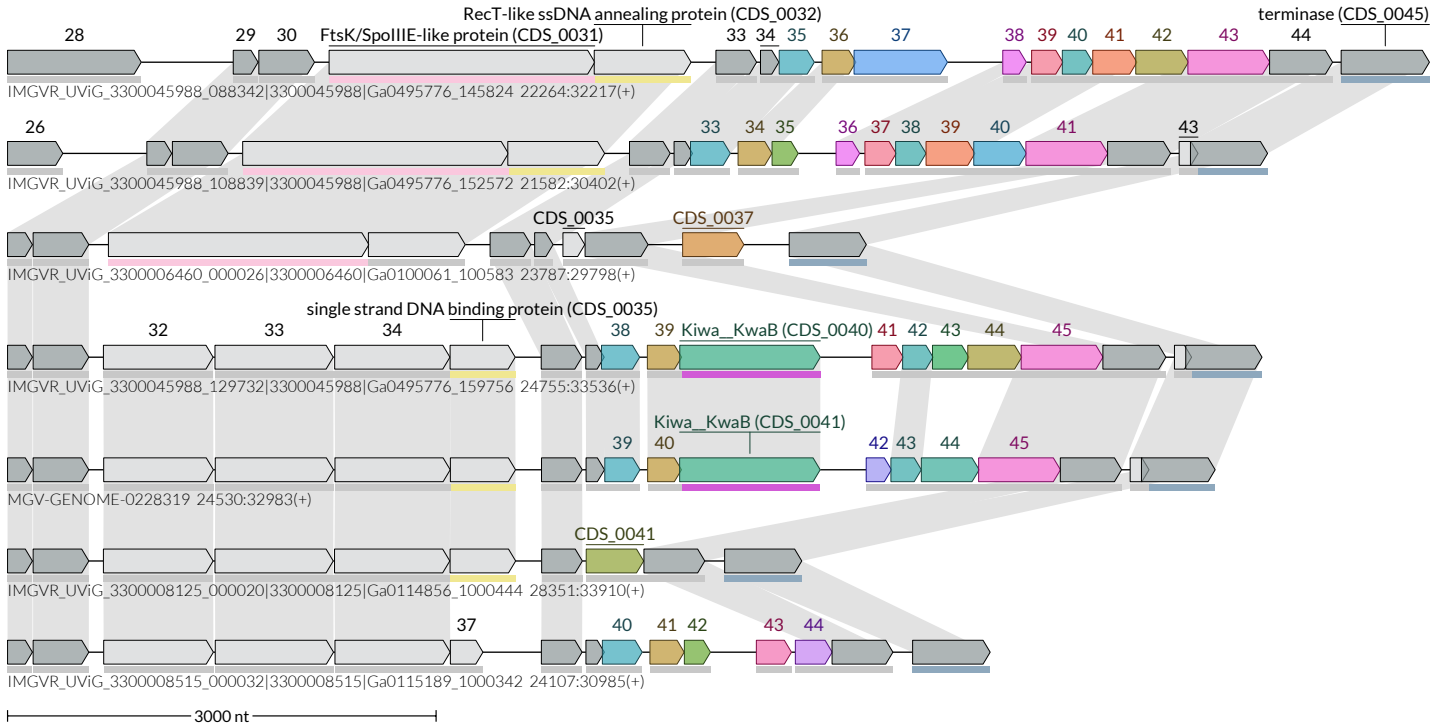 RecT-like ssDNA annealing protein (CDS_0032) terminase (CDS_0045)
28 29 30 FtsK/SpoIIIE-like protein (CDS_0031) 33 34 35 36 37 38 39 40 41 42 43 44
IMGVR_UViG_3300045988_088342|3300045988|Ga0495776_145824 22264:32217(+)
26 33 34 35 36 37 38 39 40 41 43
IMGVR_UViG_3300045988_108839|3300045988|Ga0495776_152572 21582:30402(+)
CDS_0035 CDS_0037
IMGVR_UViG_3300006460_000026|3300006460|Ga0100061_100583 23787:29798(+)
single strand DNA binding protein (CDS_0035)
32 33 34 38 39 Kiwa__KwaB (CDS_0040) 41 42 43 44 45
IMGVR_UViG_3300045988_129732|3300045988|Ga0495776_159756 24755:33536(+)
Kiwa__KwaB (CDS_0041)
39 40 42 43 44 45
MGV-GENOME-0228319 24530:32983(+)
CDS_0041
IMGVR_UViG_3300008125_000020|3300008125|Ga0114856_1000444 28351:33910(+)
37 40 41 42 43 44
IMGVR_UViG_3300008515_000032|3300008515|Ga0115189_1000342 24107:30985(+)
3000 nt